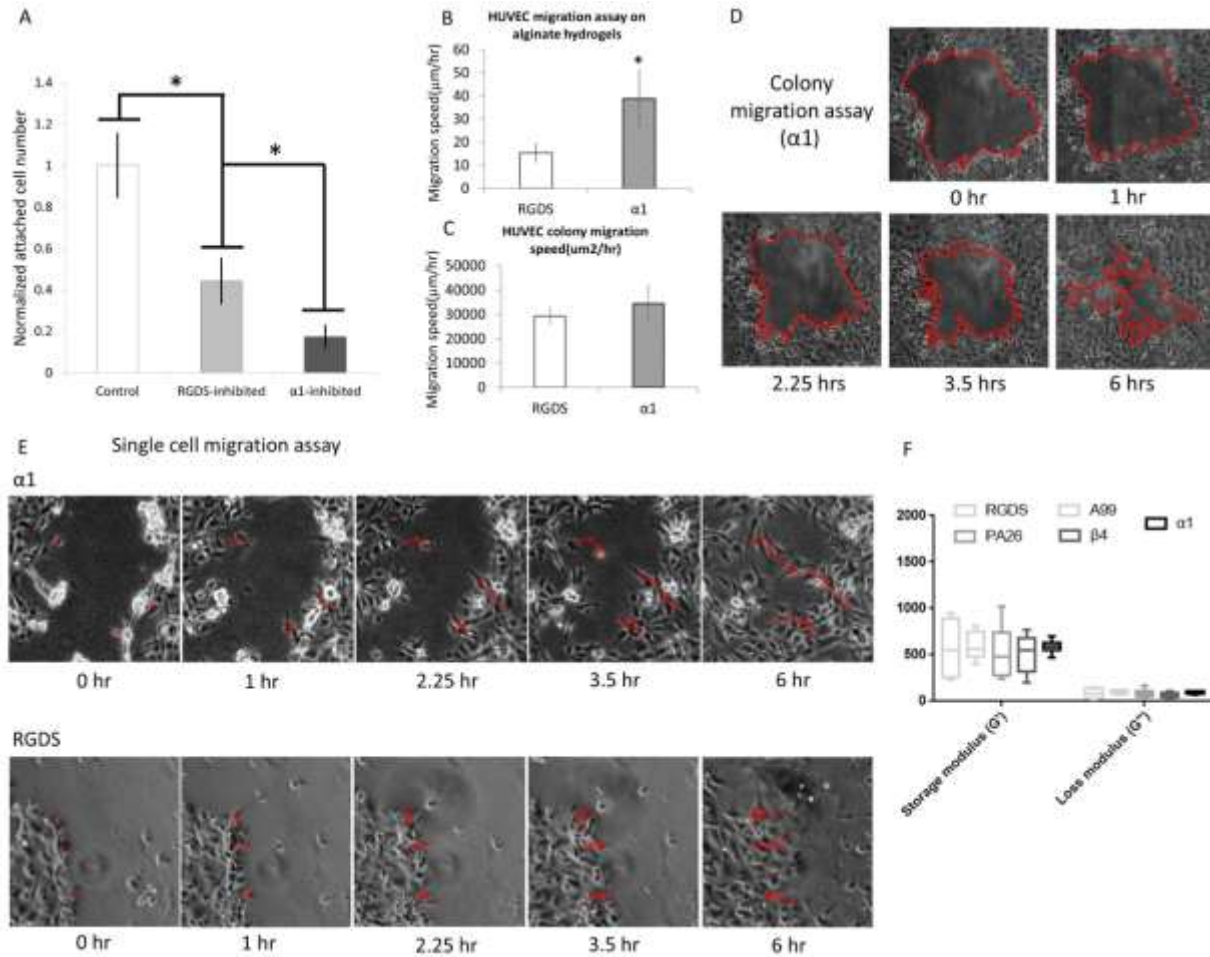 A
Normalized attached cell number
1.4
1.2
1
0.8
0.6
0.4
0.2
0
*
*
Control
RGDS-inhibited
α1-inhibited
B
HUVEC migration assay on
alginate hydrogels
Migration speed(μm/hr)
60
50
40
30
20
10
0
*
RGDS
α1
C
HUVEC colony migration
speed(um2/hr)
Migration speed(μm/hr)
50000
40000
30000
20000
10000
0
RGDS
α1
D
Colony
migration assay
(α1)
0 hr
1 hr
2.25 hrs
3.5 hrs
6 hrs
E
Single cell migration assay
α1
0 hr
1 hr
2.25 hr
3.5 hr
6 hr
RGDS
0 hr
1 hr
2.25 hr
3.5 hr
6 hr
F
RGDS
A99
α1
PA26
β4
2000
1500
1000
500
0
Storage modulus (G')
Loss modulus (G'')